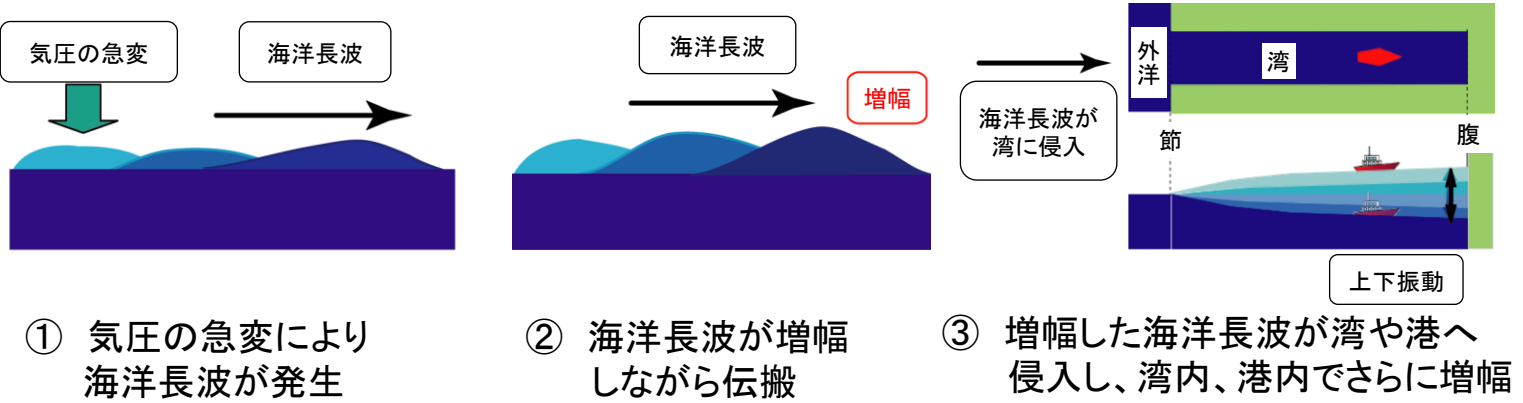 気圧の急変
海洋長波
海洋長波
増幅
海洋長波が
湾に侵入
外洋
湾
節
腹
上下振動
① 気圧の急変により
海洋長波が発生
② 海洋長波が増幅
しながら伝搬
③ 増幅した海洋長波が湾や港へ
侵入し、湾内、港内でさらに増幅